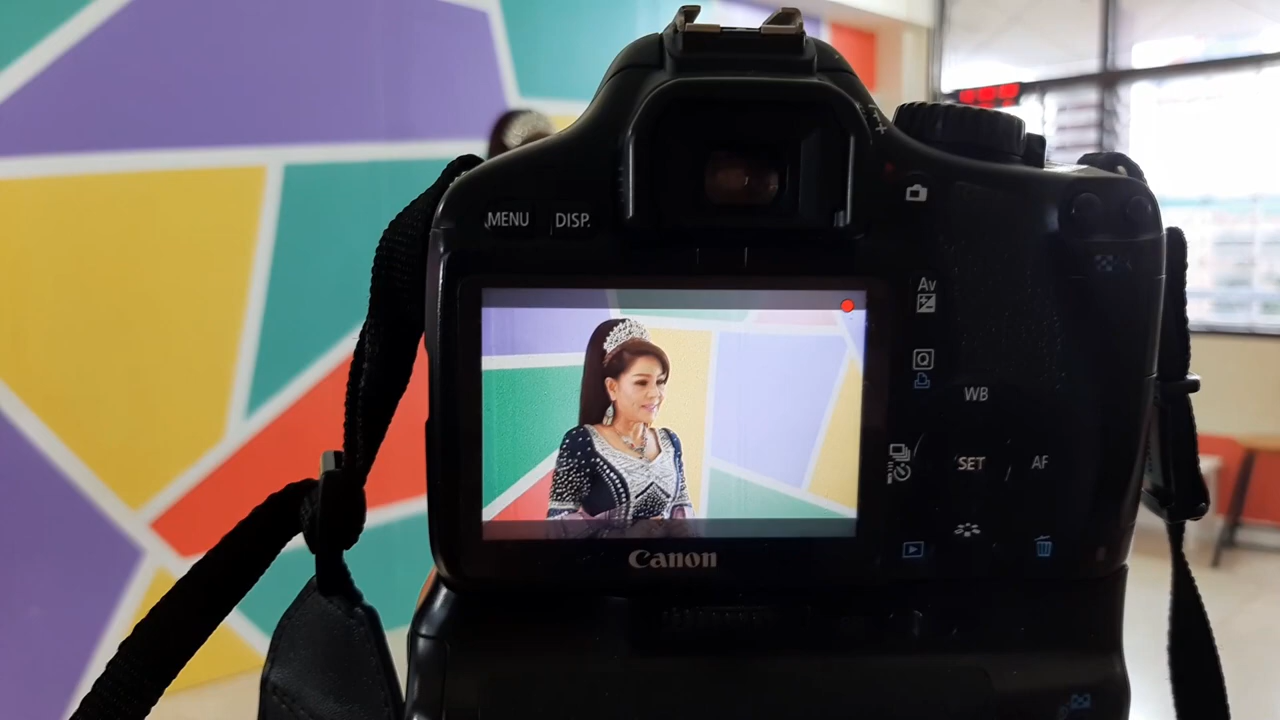 MENU DISP.
Av
Q
WB
SET AF
Canon